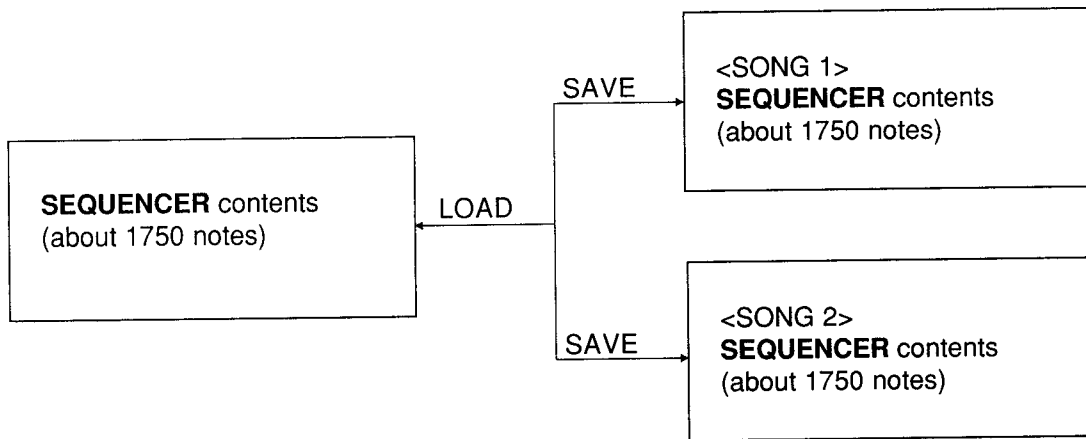 SEQUENCER contents
(about 1750 notes)
LOAD
SAVE
<SONG 1>
SEQUENCER contents
(about 1750 notes)
SAVE
<SONG 2>
SEQUENCER contents
(about 1750 notes)